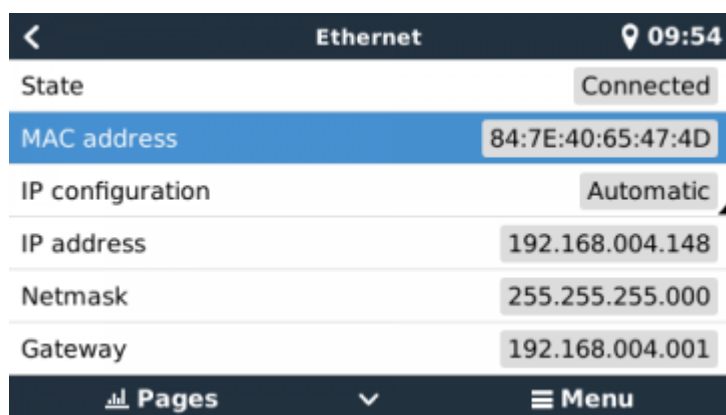 Ethernet 09:54
State Connected
MAC address 84:7E:40:65:47:4D
IP configuration Automatic
IP address 192.168.004.148
Netmask 255.255.255.000
Gateway 192.168.004.001
Pages Menu